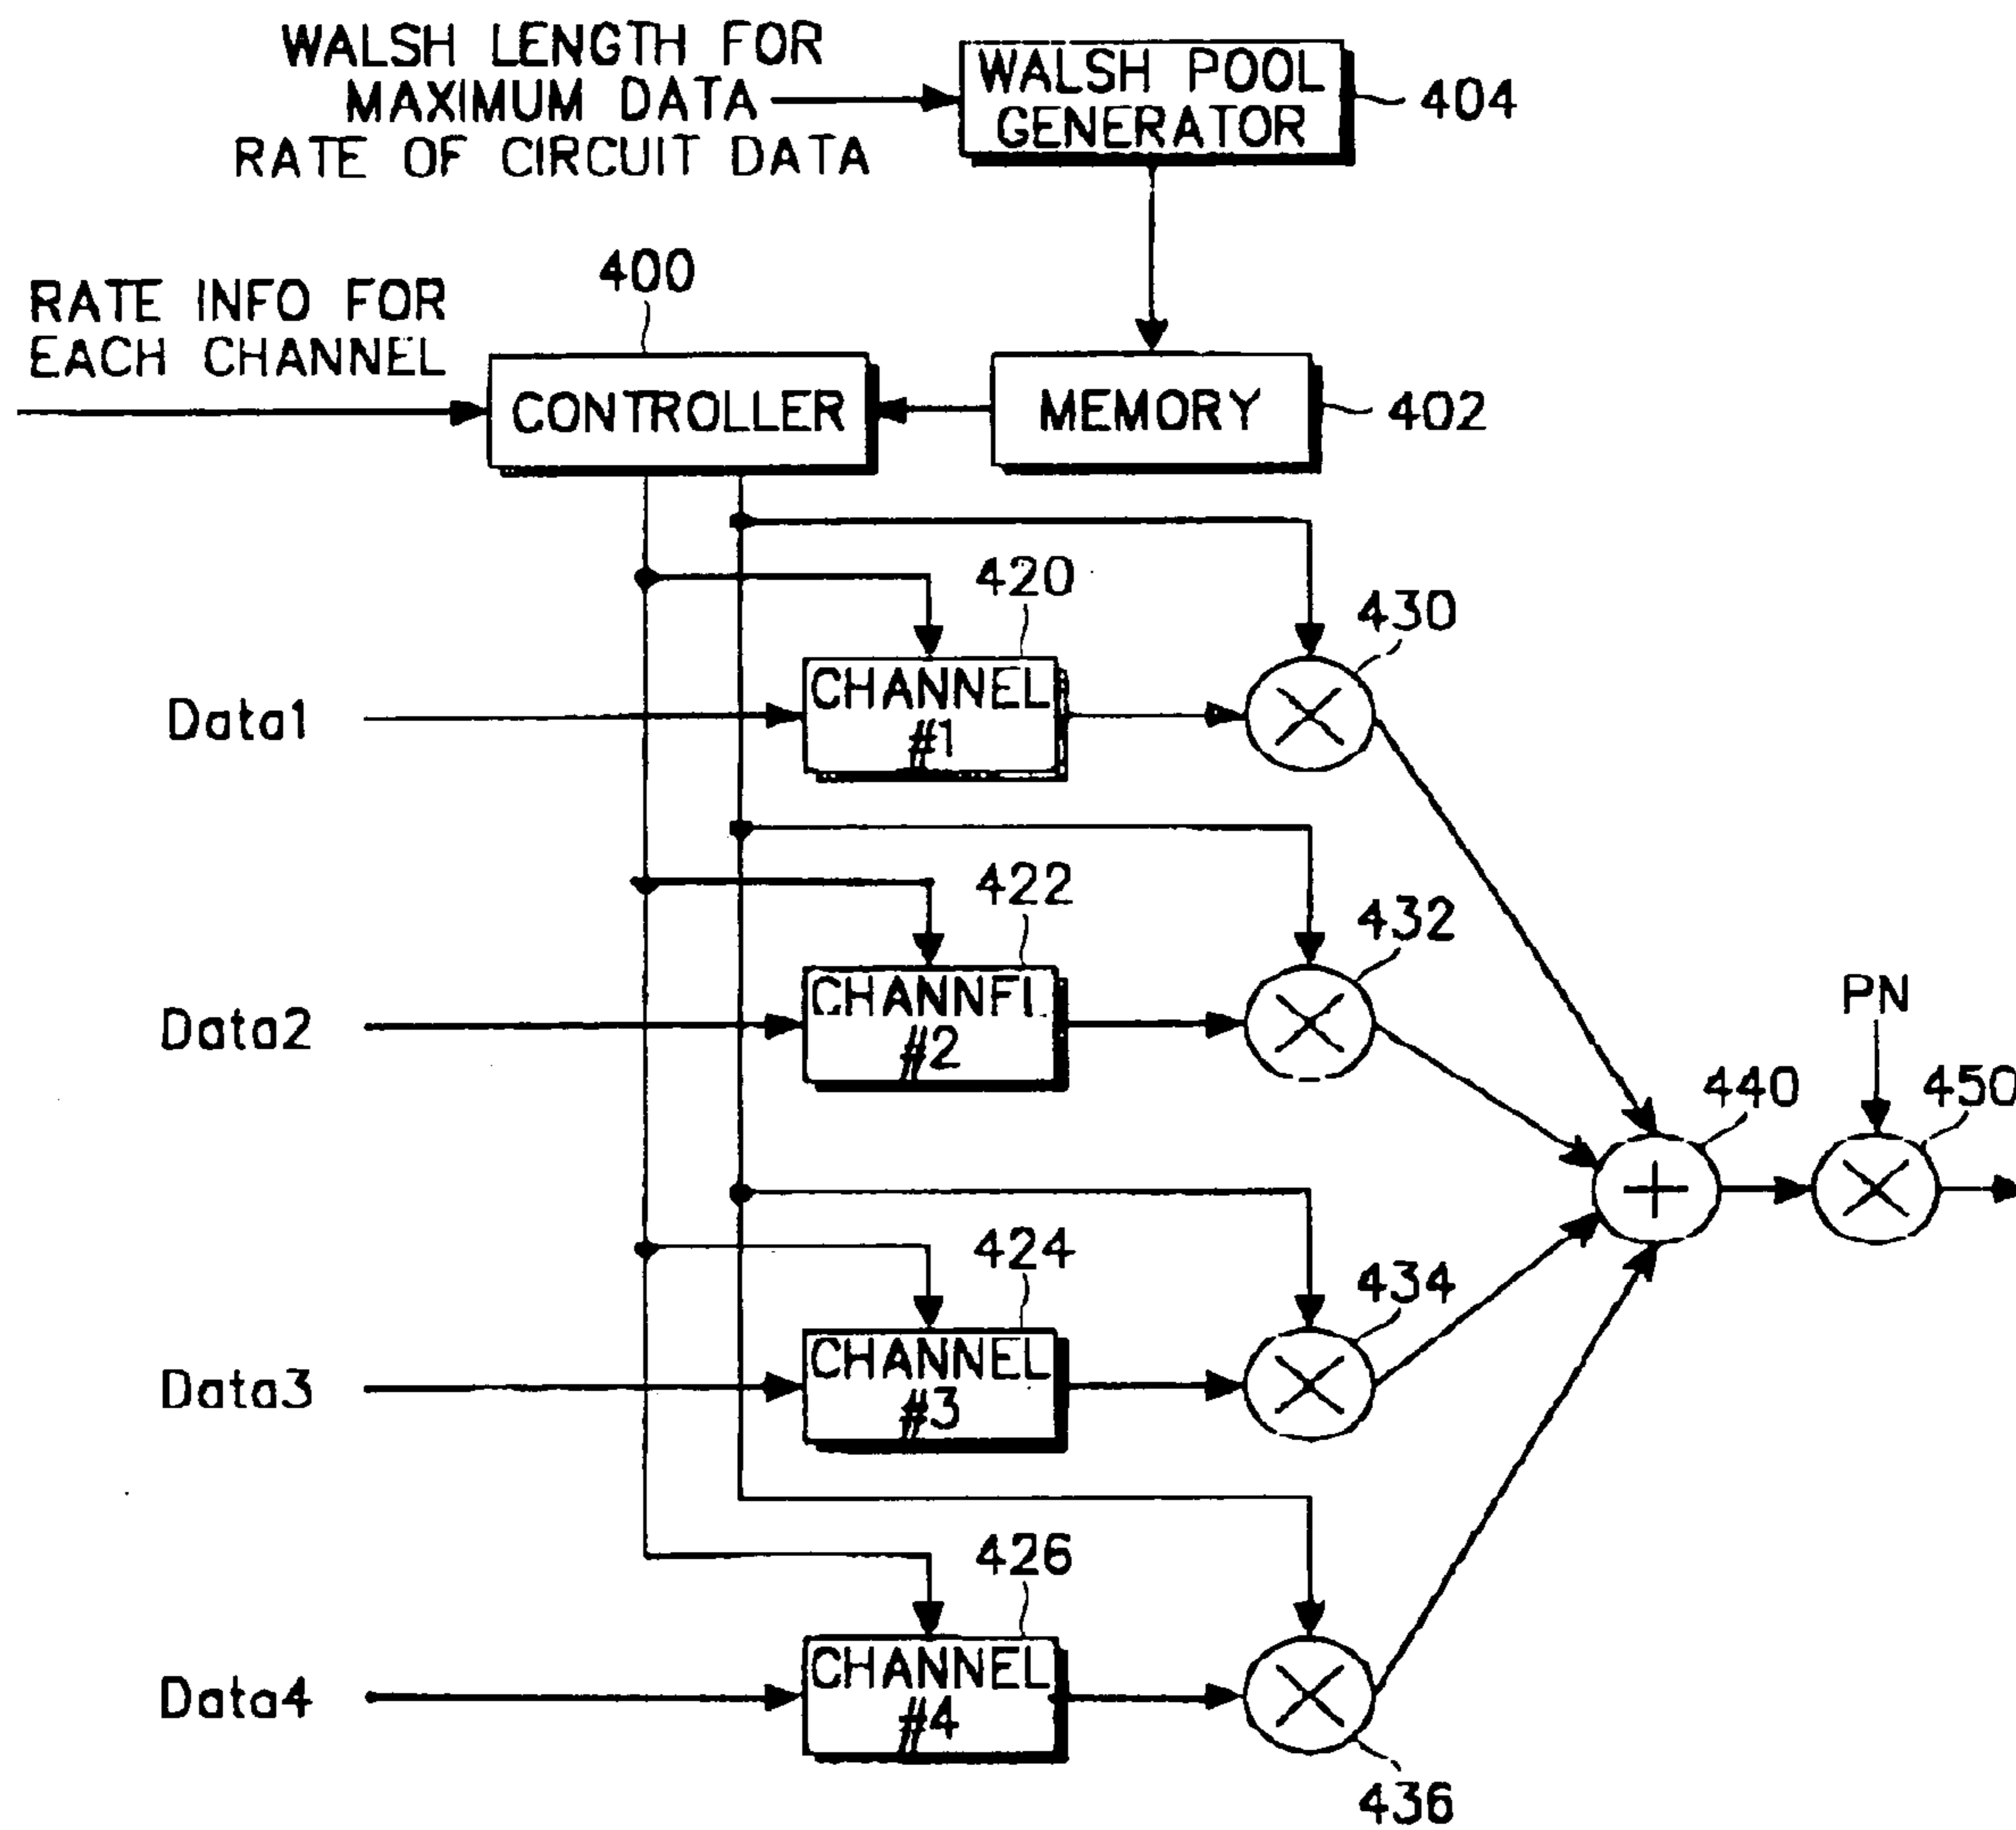 WALSH LENGTH FOR
MAXIMUM DATA
RATE OF CIRCUIT DATA
WALSH POOL
GENERATOR
404
RATE INFO FOR
EACH CHANNEL
400
CONTROLLER
MEMORY
402
420
430
Data1
CHANNEL
#1
422
432
Data2
CHANNEL
#2
PN
440
450
424
434
Data3
CHANNEL
#3
426
Data4
CHANNEL
#4
436